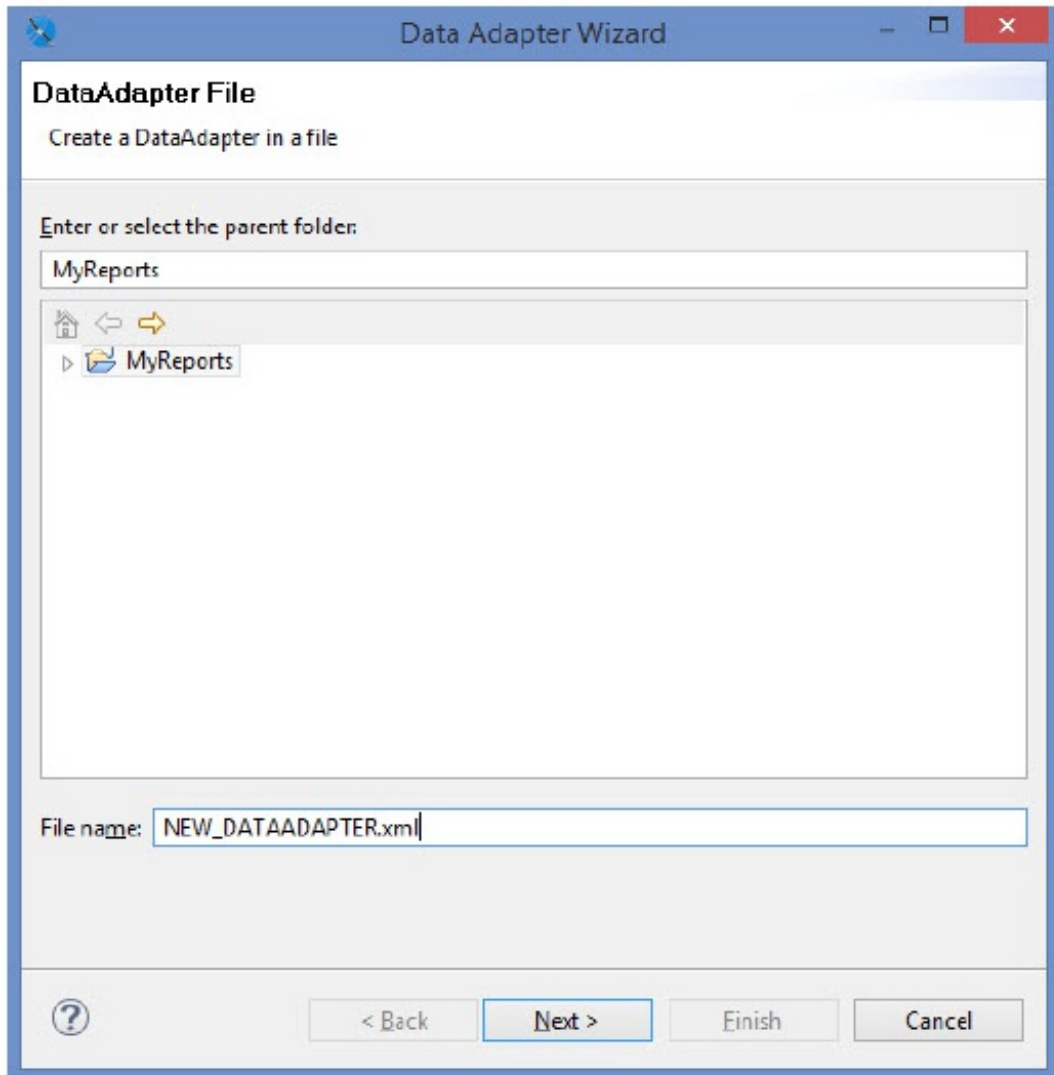 Data Adapter Wizard
DataAdapter File
Create a DataAdapter in a file
Enter or select the parent folder:
MyReports
MyReports
File name: NEW_DATAADAPTER.xml
? < Back Next > Finish Cancel